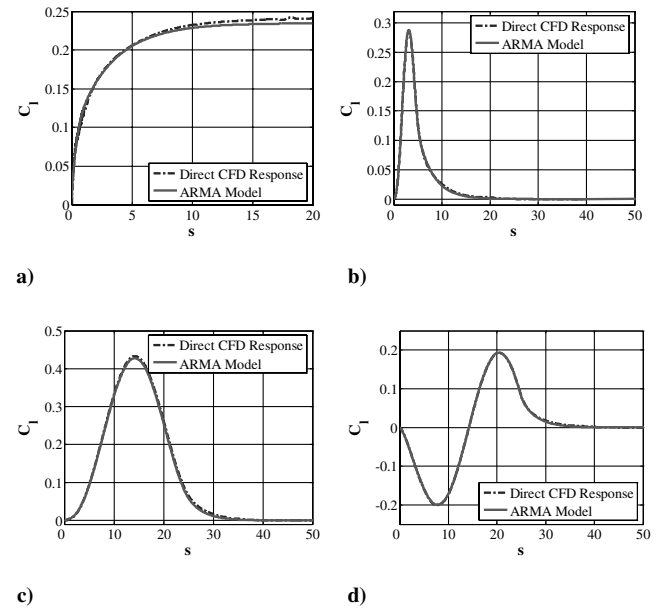 0.25
0.2
0.15
0.1
0.05
0
C_l
Direct CFD Response
ARMA Model
0 5 10 15 20
s
a)
0.3
0.25
0.2
0.15
0.1
0.05
0
C_l
Direct CFD Response
ARMA Model
0 10 20 30 40 50
s
b)
0.5
0.4
0.3
0.2
0.1
0
C_l
Direct CFD Response
ARMA Model
0 10 20 30 40 50
s
c)
0.2
0.1
0
-0.1
-0.2
C_l
Direct CFD Response
ARMA Model
0 10 20 30 40 50
s
d)